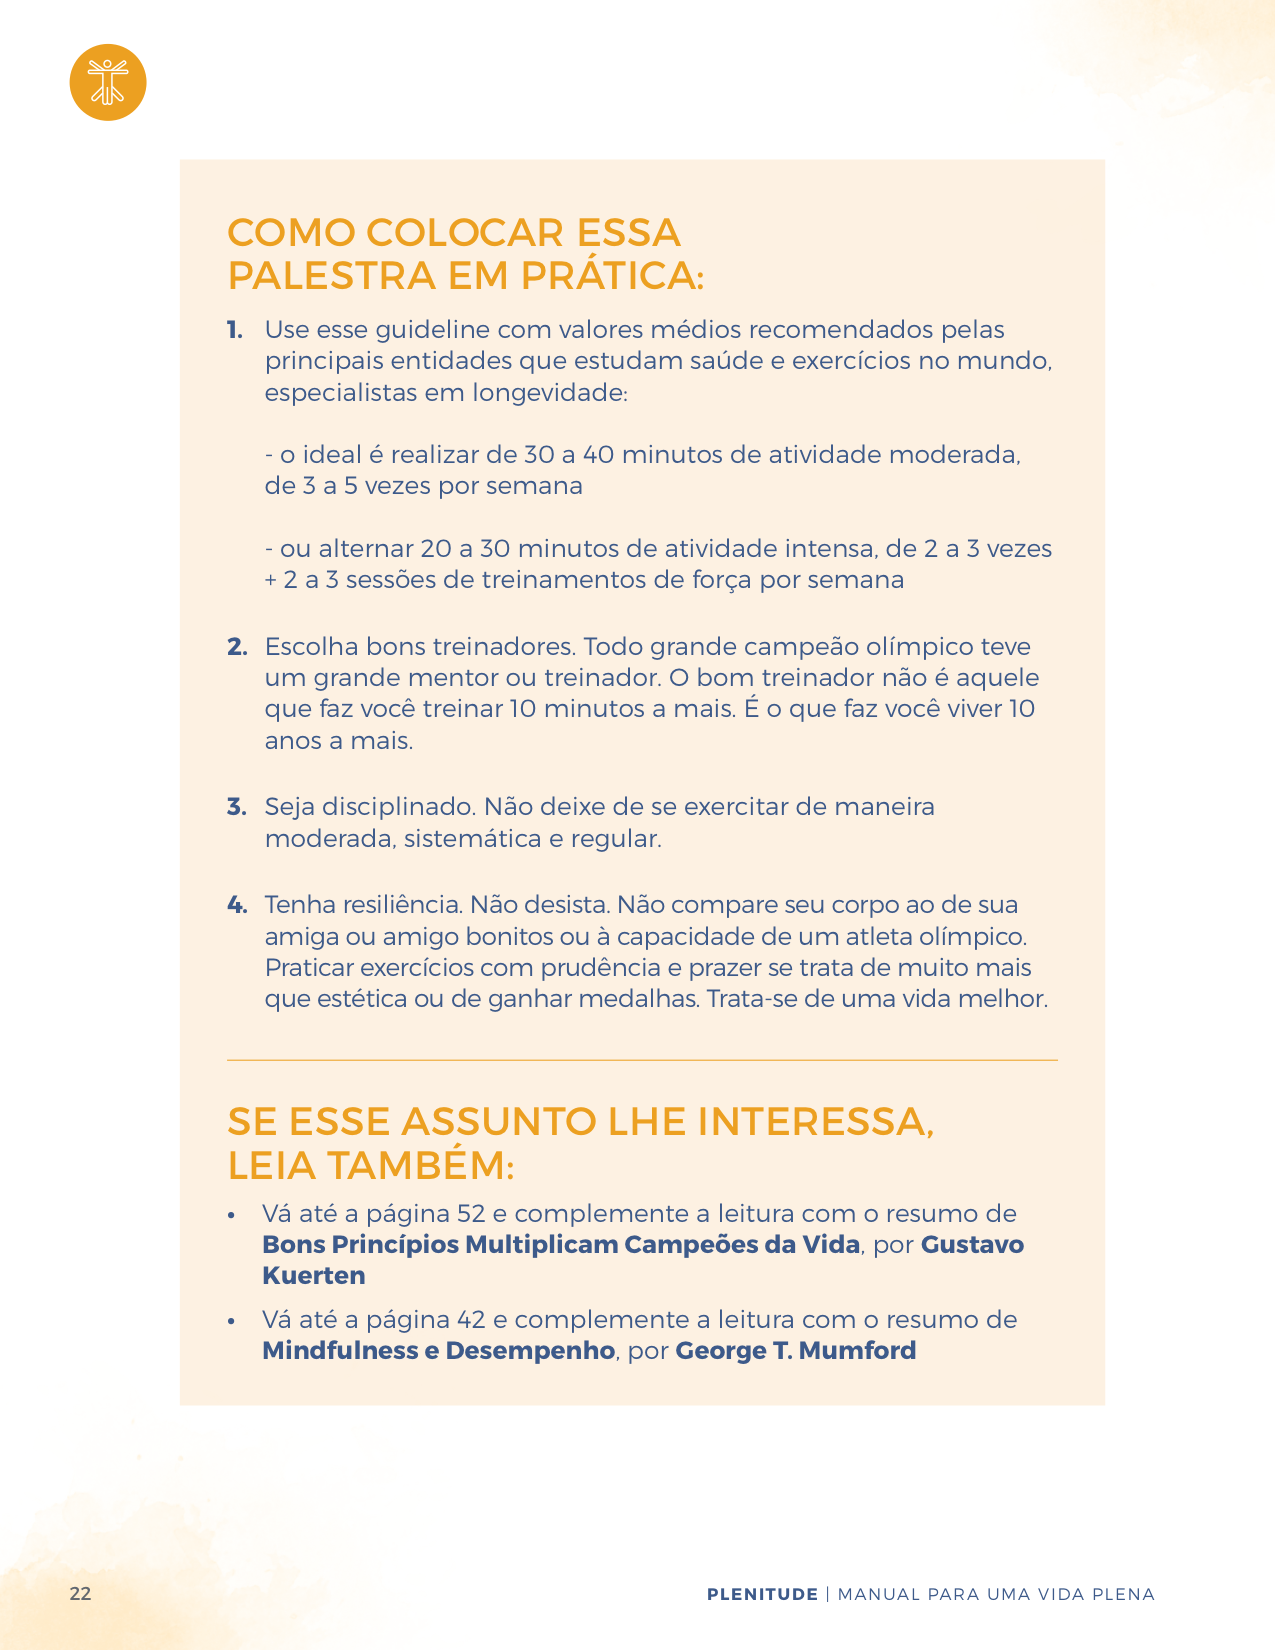 COMO COLOCAR ESSA
PALESTRA EM PRÁTICA:
1. Use esse guideline com valores médios recomendados pelas
principais entidades que estudam saúde e exercícios no mundo,
especialistas em longevidade:
- o ideal é realizar de 30 a 40 minutos de atividade moderada,
de 3 a 5 vezes por semana
- ou alternar 20 a 30 minutos de atividade intensa, de 2 a 3 vezes
+ 2 a 3 sessões de treinamentos de força por semana
2. Escolha bons treinadores. Todo grande campeão olímpico teve
um grande mentor ou treinador. O bom treinador não é aquele
que faz você treinar 10 minutos a mais. É o que faz você viver 10
anos a mais.
3. Seja disciplinado. Não deixe de se exercitar de maneira
moderada, sistemática e regular.
4. Tenha resiliência. Não desista. Não compare seu corpo ao de sua
amiga ou amigo bonitos ou à capacidade de um atleta olímpico.
Praticar exercícios com prudência e prazer se trata de muito mais
que estética ou de ganhar medalhas. Trata-se de uma vida melhor.
SE ESSE ASSUNTO LHE INTERESSA,
LEIA TAMBÉM:
• Vá até a página 52 e complemente a leitura com o resumo de
Bons Princípios Multiplicam Campeões da Vida, por Gustavo
Kuerten
• Vá até a página 42 e complemente a leitura com o resumo de
Mindfulness e Desempenho, por George T. Mumford
22
PLENITUDE | MANUAL PARA UMA VIDA PLENA